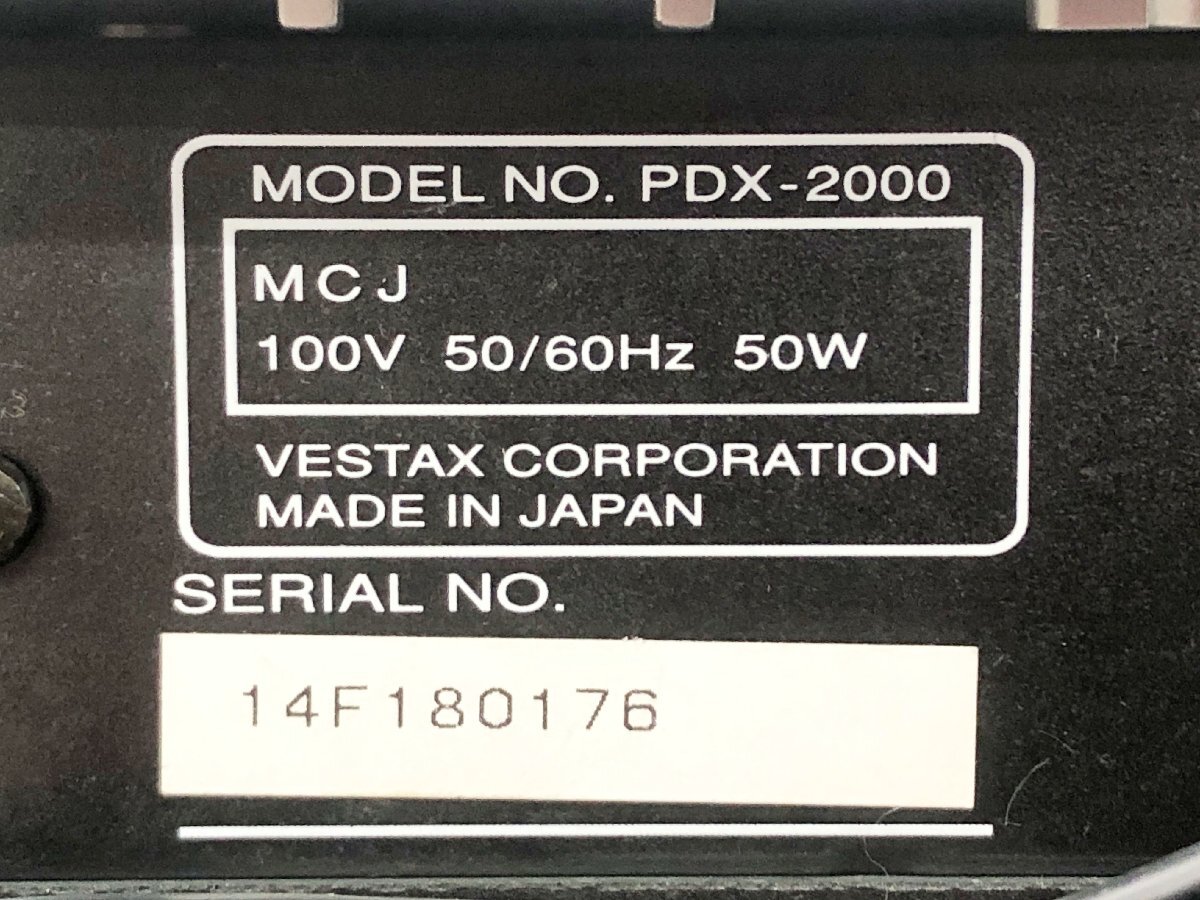 MODEL NO. PDX-2000
MCJ
100V 50/60Hz 50W
VESTAX CORPORATION
MADE IN JAPAN
SERIAL NO.
14F180176